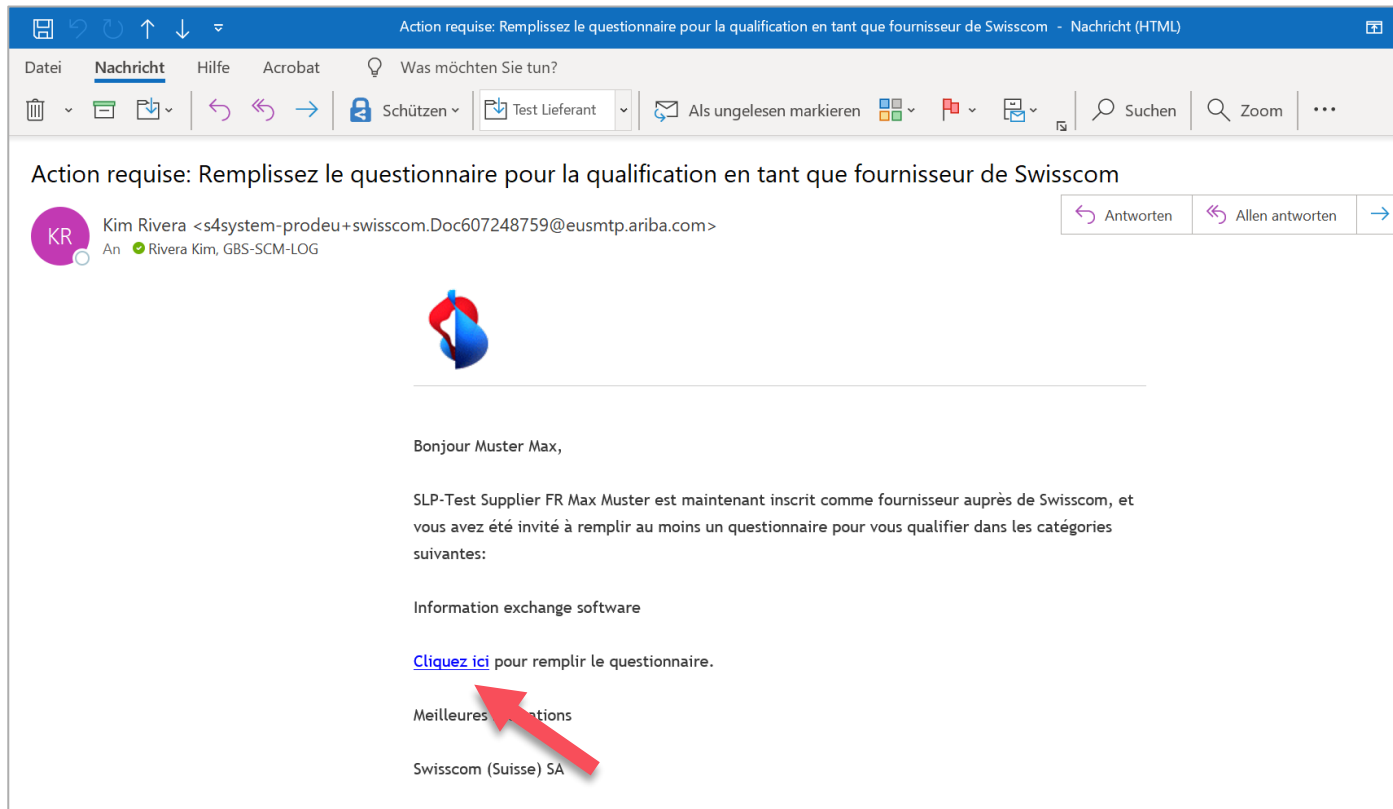 Action requise: Remplissez le questionnaire pour la qualification en tant que fournisseur de Swisscom - Nachricht (HTML)
Datei Nachricht Hilfe Acrobat Was möchten Sie tun?
Schützen Test Lieferant Als ungelesen markieren Suchen Zoom
Action requise: Remplissez le questionnaire pour la qualification en tant que fournisseur de Swisscom
Antworten Allen antworten
KR
Kim Rivera <s4system-prodeu+swisscom.Doc607248759@eusmtp.ariba.com>
An Rivera Kim, GBS-SCM-LOG
Bonjour Muster Max,
SLP-Test Supplier FR Max Muster est maintenant inscrit comme fournisseur auprès de Swisscom, et
vous avez été invité à remplir au moins un questionnaire pour vous qualifier dans les catégories
suivantes:
Information exchange software
Cliquez ici pour remplir le questionnaire.
Meilleures
Swisscom (Suisse) SA